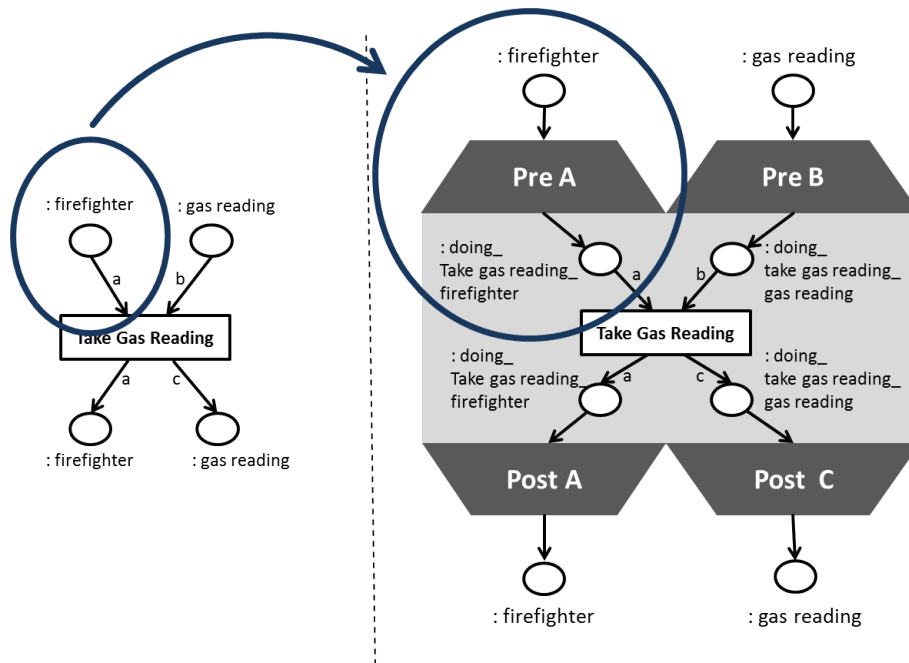 : firefighter
: gas reading
a
b
Take Gas Reading
a
c
: firefighter
: gas reading
: firefighter
: gas reading
Pre A
Pre B
: doing_
Take gas reading_
firefighter
a
b
: doing_
take gas reading_
gas reading
Take Gas Reading
: doing_
Take gas reading_
firefighter
a
c
: doing_
take gas reading_
gas reading
Post A
Post C
: firefighter
: gas reading